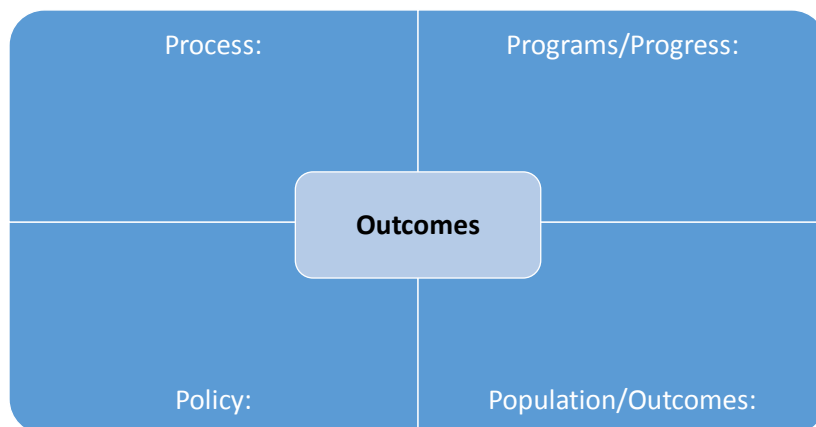 Process:
Programs/Progress:
Outcomes
Policy:
Population/Outcomes: